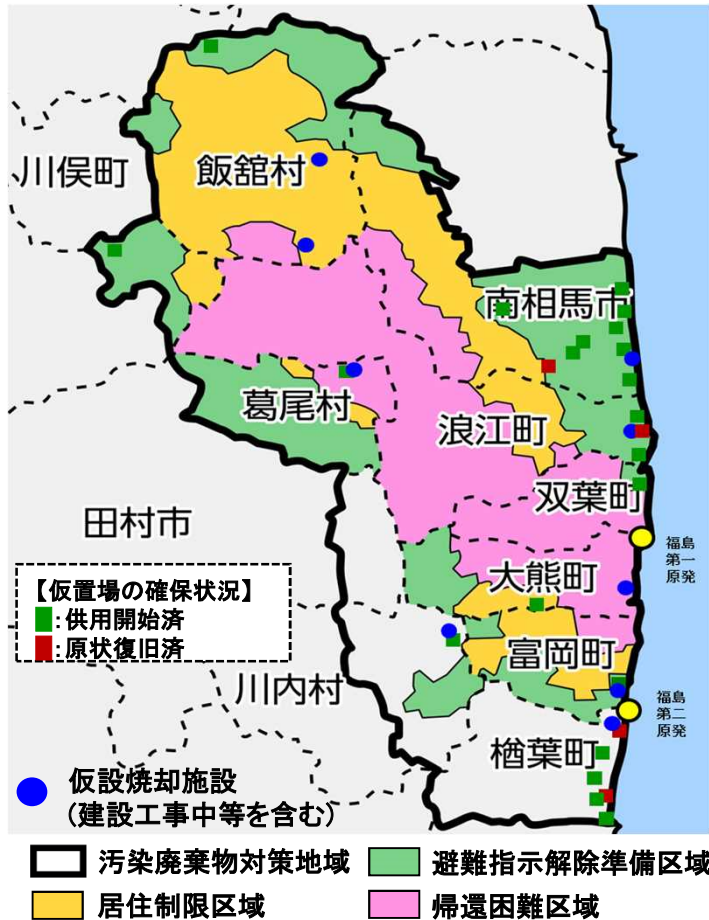 川俣町
飯舘村
南相馬市
葛尾村
浪江町
双葉町
田村市
福島
第一
原発
大熊町
【仮置場の確保状況】
:供用開始済
:原状復旧済
富岡町
川内村
福島
第二
原発
楢葉町
仮設焼却施設
(建設工事中等を含む)
汚染廃棄物対策地域
避難指示解除準備区域
居住制限区域
帰還困難区域